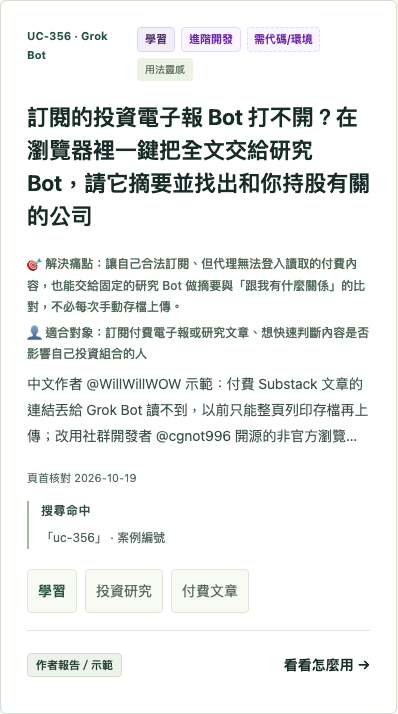 UC-356 · Grok Bot
學習 進階開發 需代碼/環境
用法靈感
訂閱的投資電子報 Bot 打不開？在
瀏覽器裡一鍵把全文交給研究
Bot，請它摘要並找出和你持股有關
的公司
🎯 解決痛點：讓自己合法訂閱、但代理無法登入讀取的付費內
容，也能交給固定的研究 Bot 做摘要與「跟我有什麼關係」的比
對，不必每次手動存檔上傳。
👤 適合對象：訂閱付費電子報或研究文章、想快速判斷內容是否
影響自己投資組合的人
中文作者 @WillWillWOW 示範：付費 Substack 文章的
連結丟給 Grok Bot 讀不到，以前只能整頁列印存檔再上
傳；改用社群開發者 @cgnot996 開源的非官方瀏覽...
頁首核對 2026-10-19
搜尋命中
「uc-356」 · 案例編號
學習 投資研究 付費文章
作者報告 / 示範 看看怎麼用 →